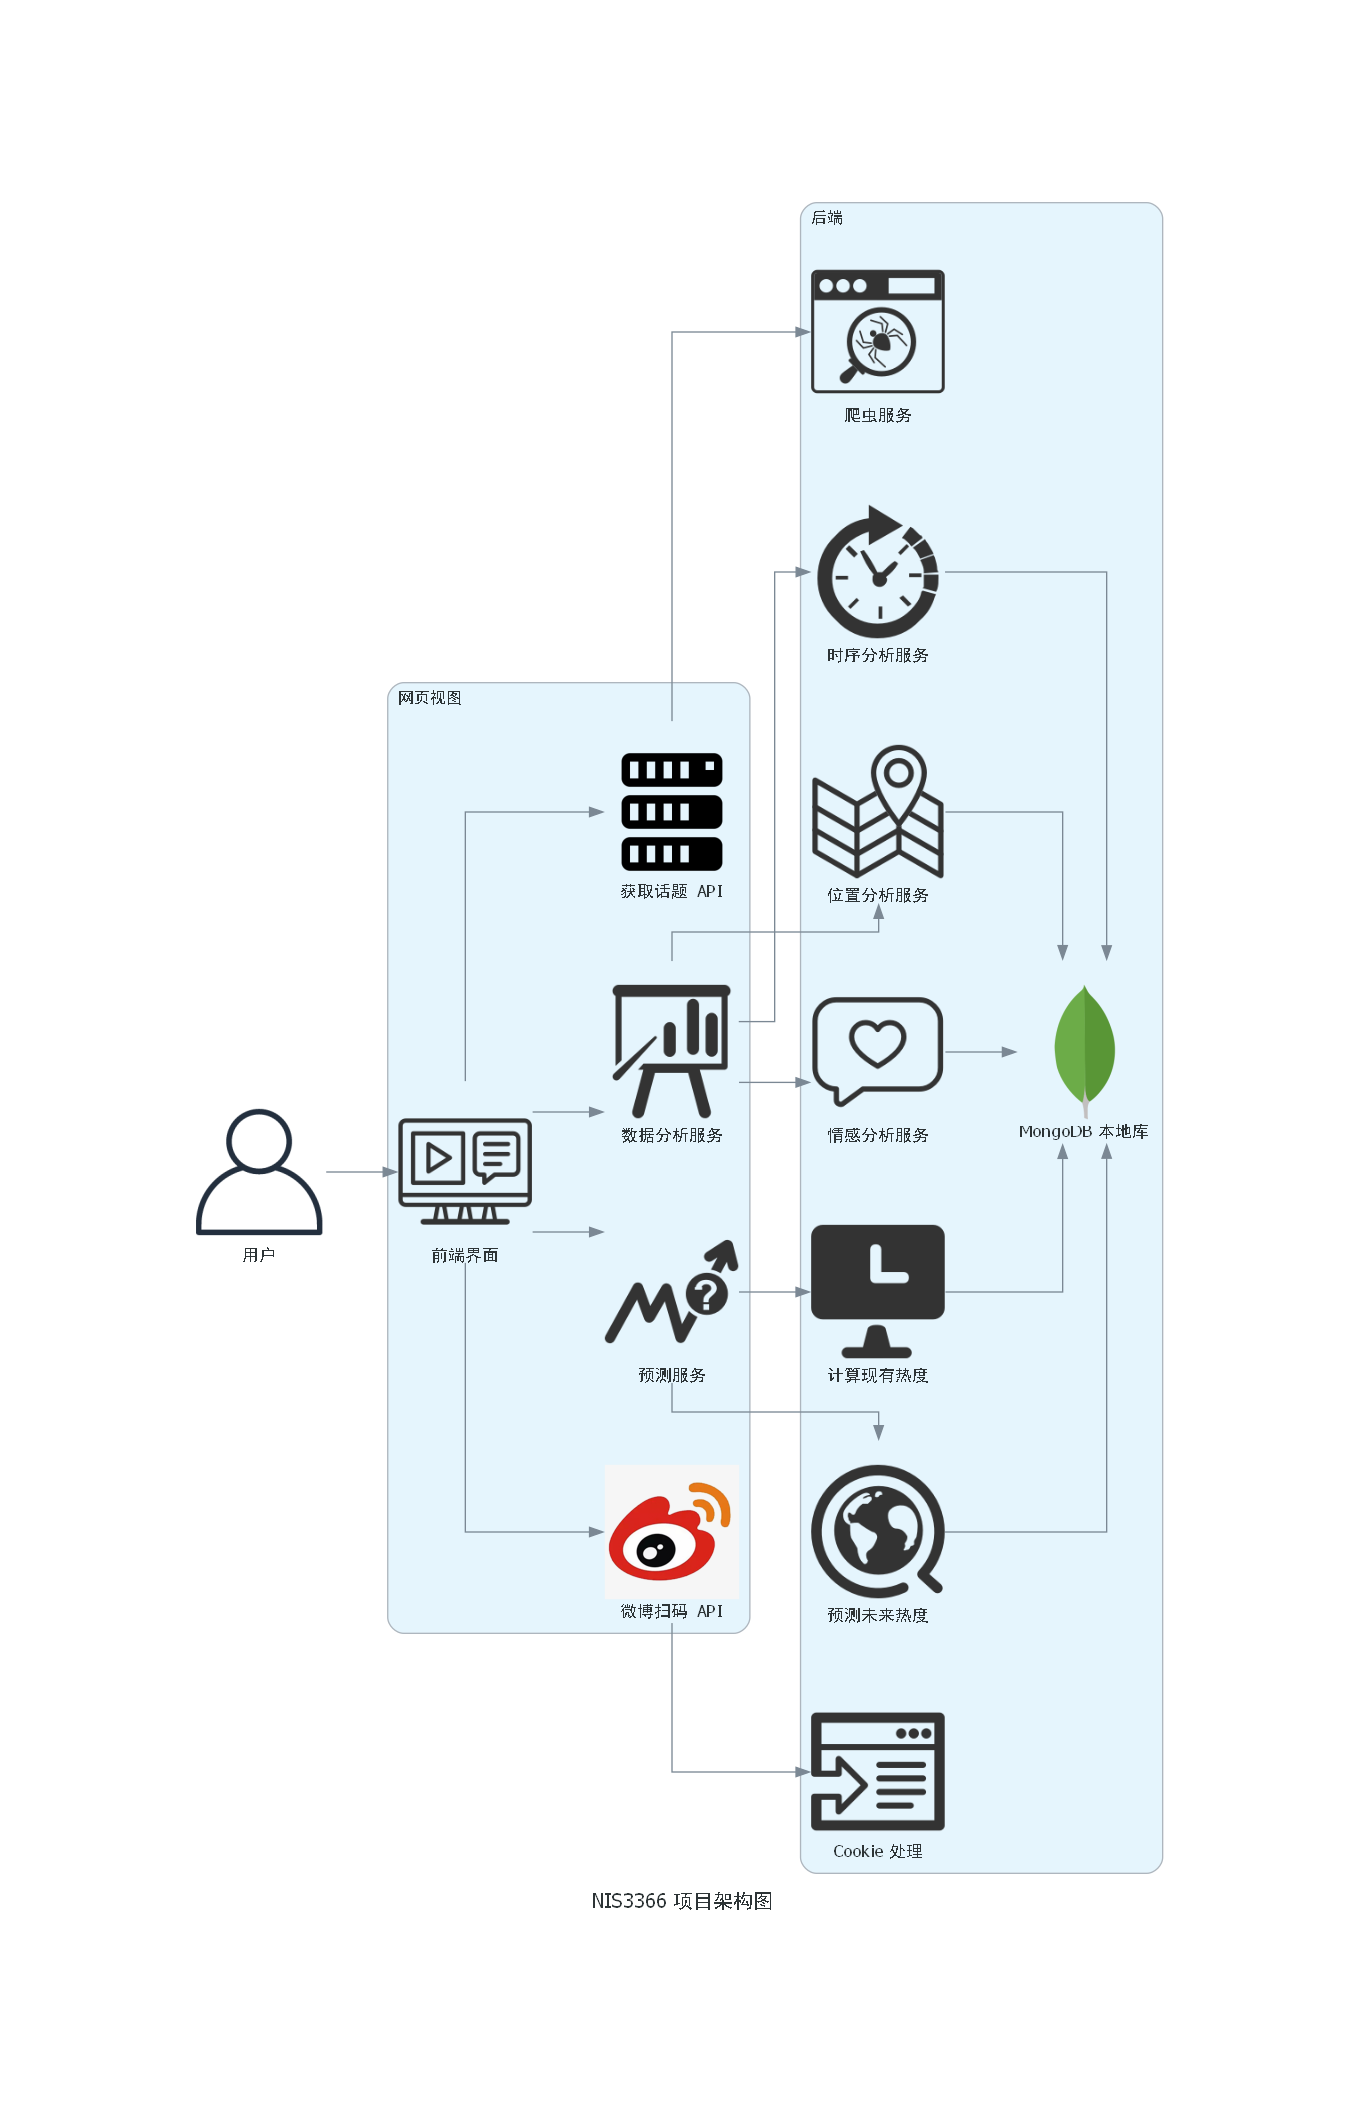 后端
爬虫服务
时序分析服务
网页视图
获取话题 API
位置分析服务
数据分析服务
情感分析服务
MongoDB 本地库
用户
前端界面
预测服务
计算现有热度
微博扫码 API
预测未来热度
Cookie 处理
NIS3366 项目架构图